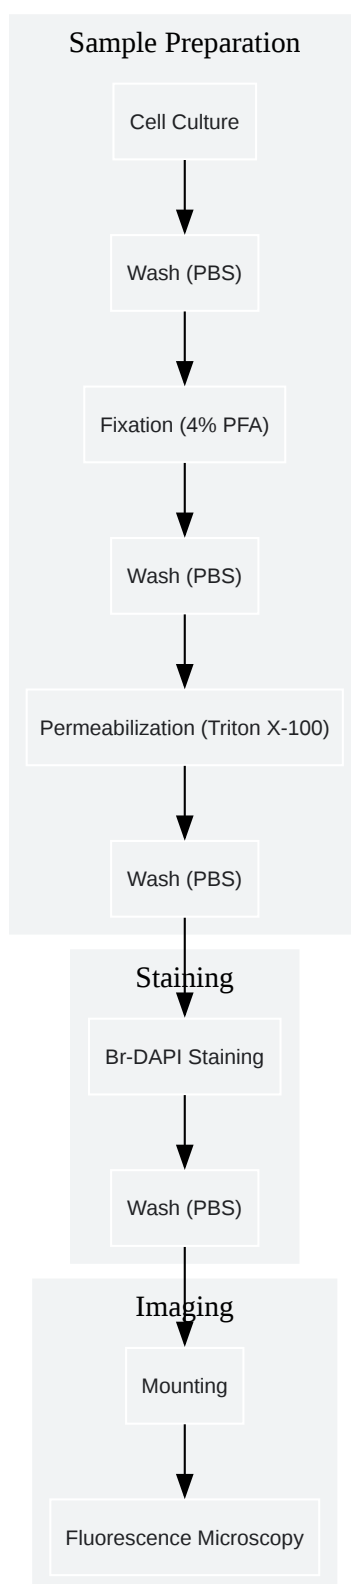 Sample Preparation
Cell Culture
Wash (PBS)
Fixation (4% PFA)
Wash (PBS)
Permeabilization (Triton X-100)
Wash (PBS)
Staining
Br-DAPI Staining
Wash (PBS)
Imaging
Mounting
Fluorescence Microscopy